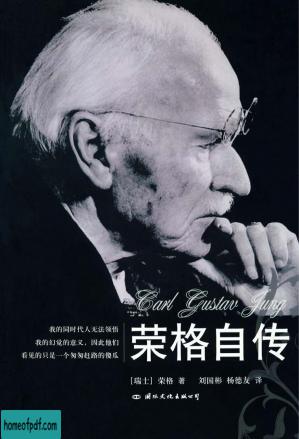 Carl Gustav Jung
我的同时代人无法领悟
我的幻觉的意义，因此他们
看见的只是一个匆匆赶路的傻瓜
荣格自传
［瑞士］荣格 著 刘国彬 杨德友 译
国际文化出版公司
homeofpdf.com